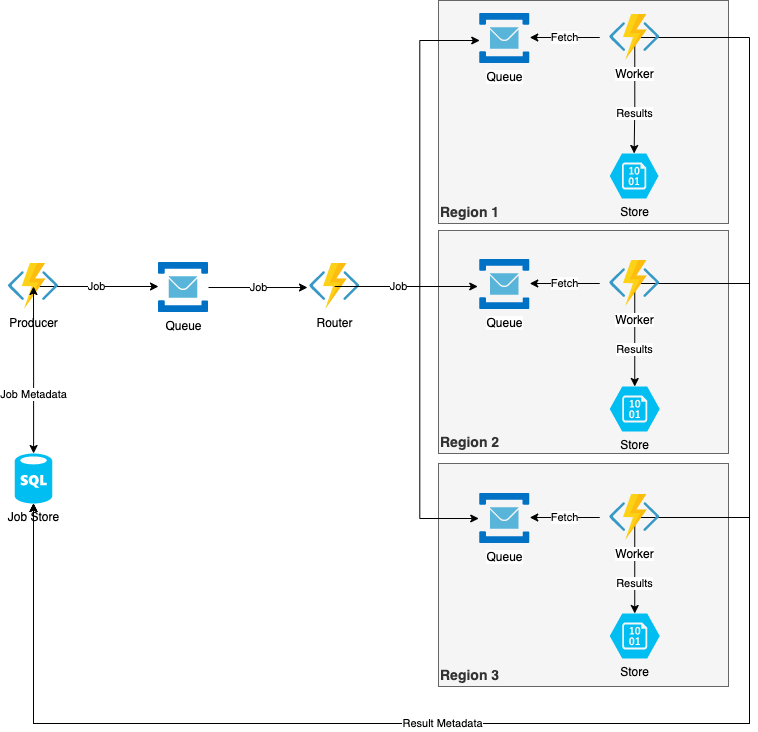 Queue
Fetch
Worker
Results
10
01
Store
Region 1
Producer
Job
Queue
Job
Router
Job
Queue
Fetch
Worker
Results
10
01
Store
Region 2
Job Metadata
SQL
Job Store
Queue
Fetch
Worker
Results
10
01
Store
Region 3
Result Metadata